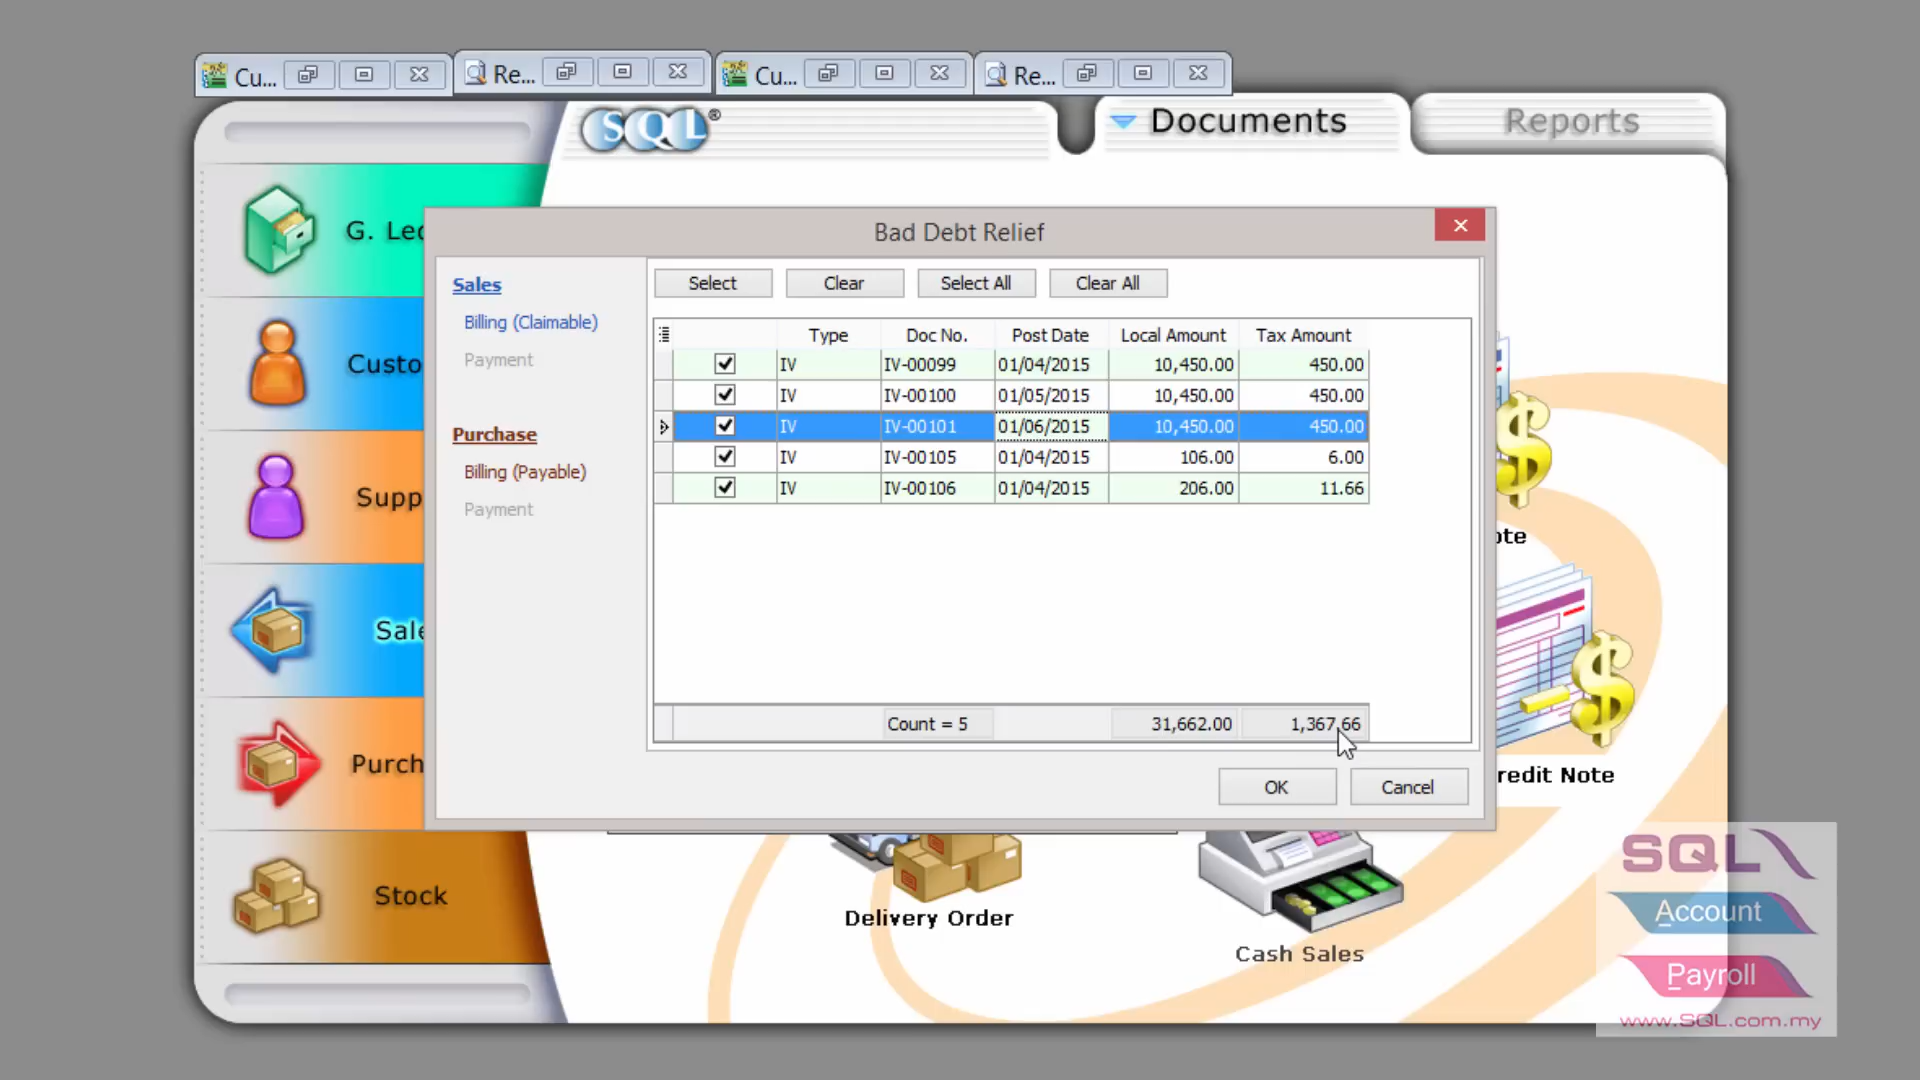 Cu...
Re...
Cu...
Re...
SQL®
Documents
Reports
G. Led
Custo
Supp
Sale
Purch
Stock
Bad Debt Relief
Sales
Billing (Claimable)
Payment
Purchase
Billing (Payable)
Payment
Select Clear Select All Clear All
Type Doc No. Post Date Local Amount Tax Amount
IV IV-00099 01/04/2015 10,450.00 450.00
IV IV-00100 01/05/2015 10,450.00 450.00
IV IV-00101 01/06/2015 10,450.00 450.00
IV IV-00105 01/04/2015 106.00 6.00
IV IV-00106 01/04/2015 206.00 11.66
Count = 5 31,662.00 1,367.66
OK Cancel
ote
redit Note
Delivery Order
Cash Sales
SQL
Account
Payroll
www.SQL.com.my